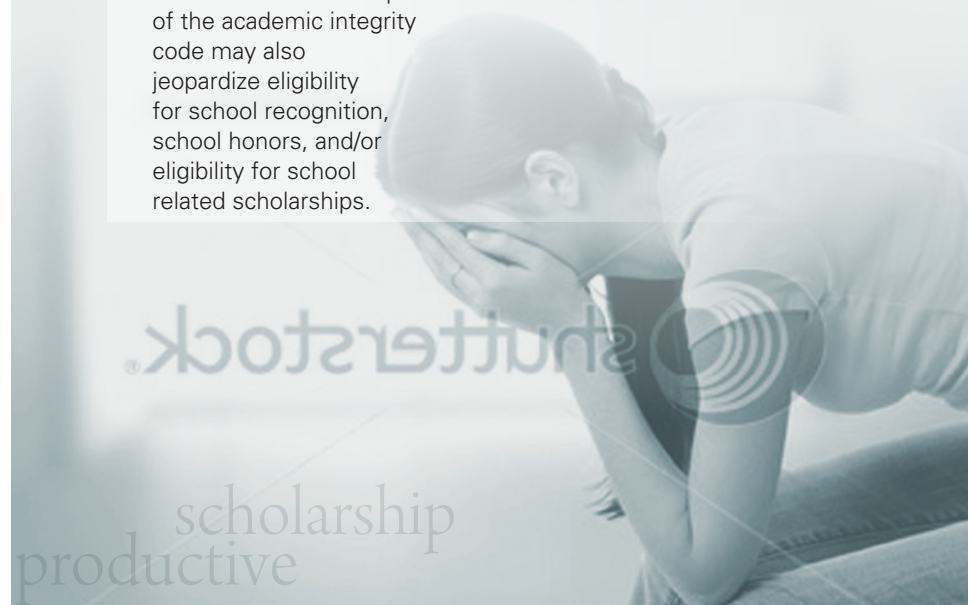 of the academic integrity
code may also
jeopardize eligibility
for school recognition,
school honors, and/or
eligibility for school
related scholarships.
shutterstock®
scholarship
productive